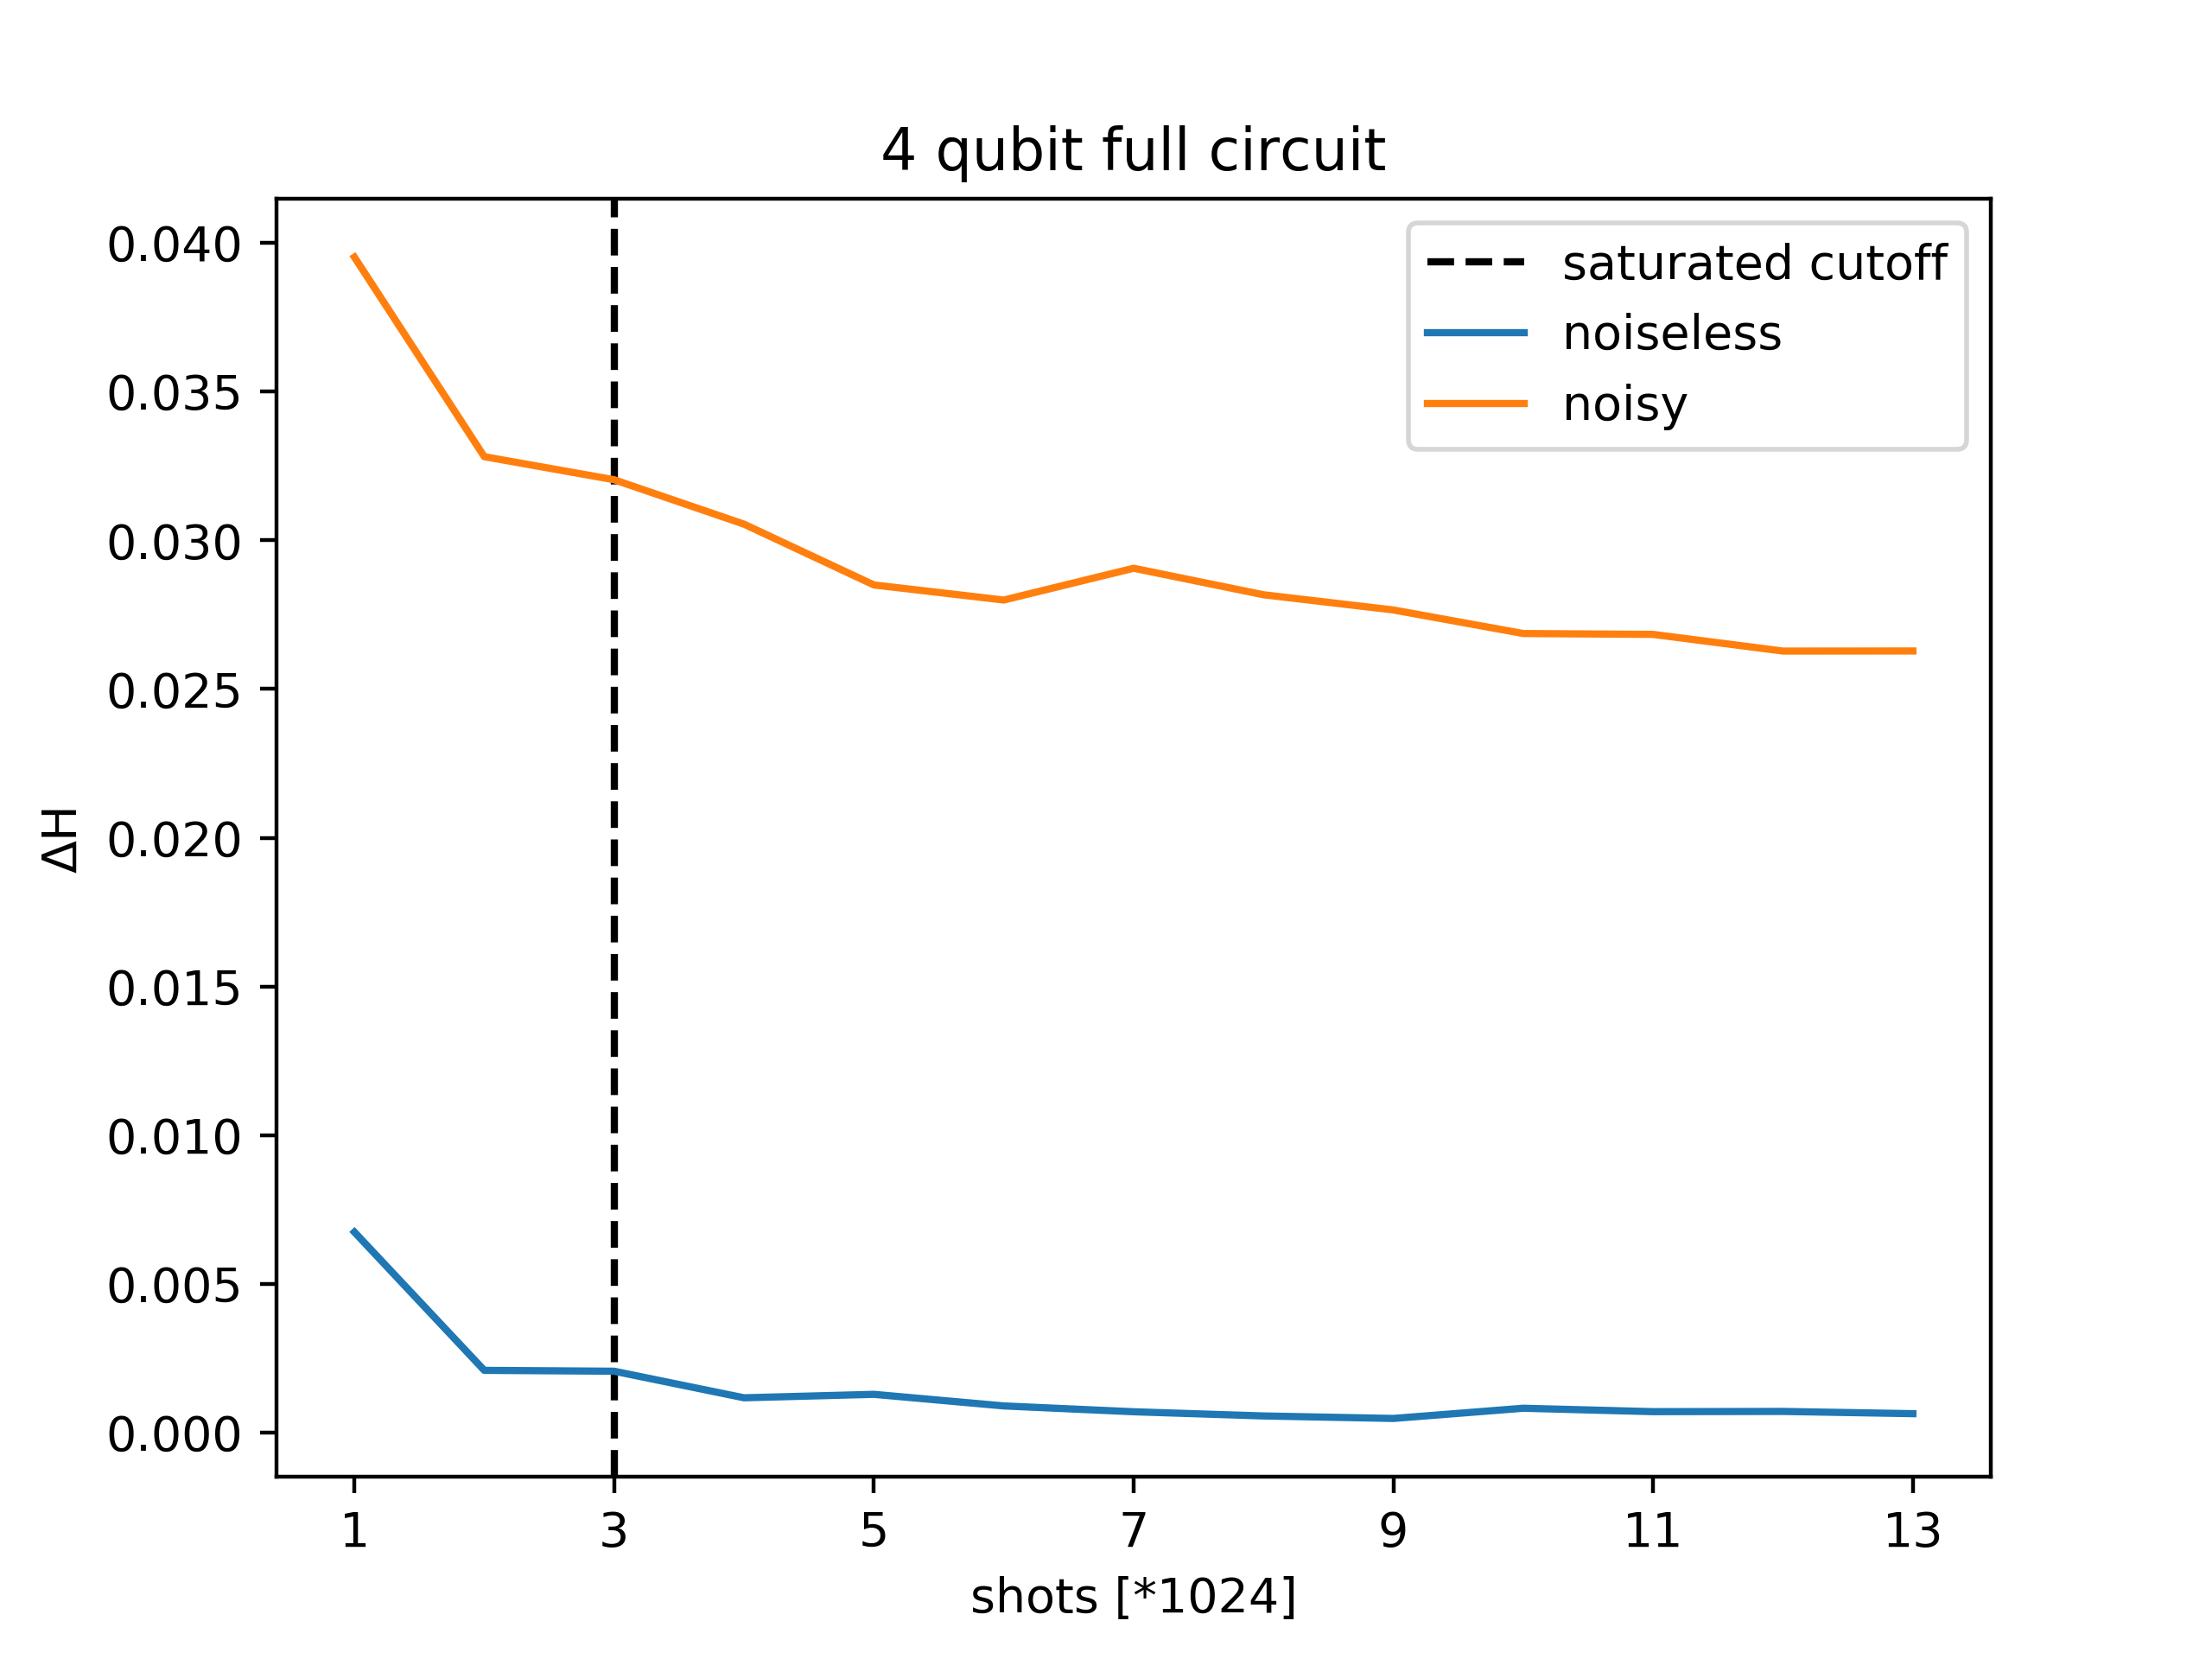 4 qubit full circuit
saturated cutoff
noiseless
noisy
0.040
0.035
0.030
0.025
0.020
0.015
0.010
0.005
0.000
ΔH
1 3 5 7 9 11 13
shots [*1024]